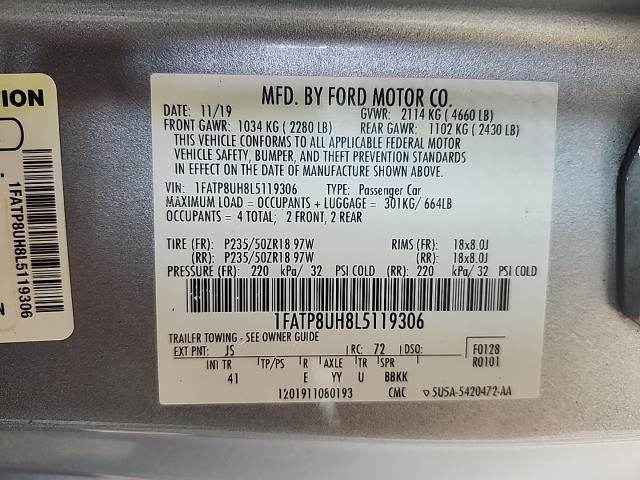 MFD. BY FORD MOTOR CO.
DATE: 11/19 GVWR: 2114 KG ( 4660 LB)
FRONT GAWR: 1034 KG ( 2280 LB) REAR GAWR: 1102 KG ( 2430 LB)
THIS VEHICLE CONFORMS TO ALL APPLICABLE FEDERAL MOTOR
VEHICLE SAFETY, BUMPER, AND THEFT PREVENTION STANDARDS
IN EFFECT ON THE DATE OF MANUFACTURE SHOWN ABOVE.
VIN: 1FATP8UH8L5119306 TYPE: Passenger Car
MAXIMUM LOAD = OCCUPANTS + LUGGAGE = 301KG/ 664LB
OCCUPANTS = 4 TOTAL; 2 FRONT, 2 REAR
TIRE (FR): P235/50ZR18 97W RIMS (FR): 18x8.0J
(RR): P235/50ZR18 97W (RR): 18x8.0J
PRESSURE (FR): 220 kPa/ 32 PSI COLD (RR): 220 kPa/ 32 PSI COLD
1FATP8UH8L5119306
TRAILER TOWING - SEE OWNER GUIDE
EXT PNT: JS RC: 72 DSO: F0128
INT TR TP/PS R AXLE TR SPR R0101
41 E YY U BBKK
1201911080193 CMC SU5A-5420472-AA
TION
1FATP8UH8L5119306